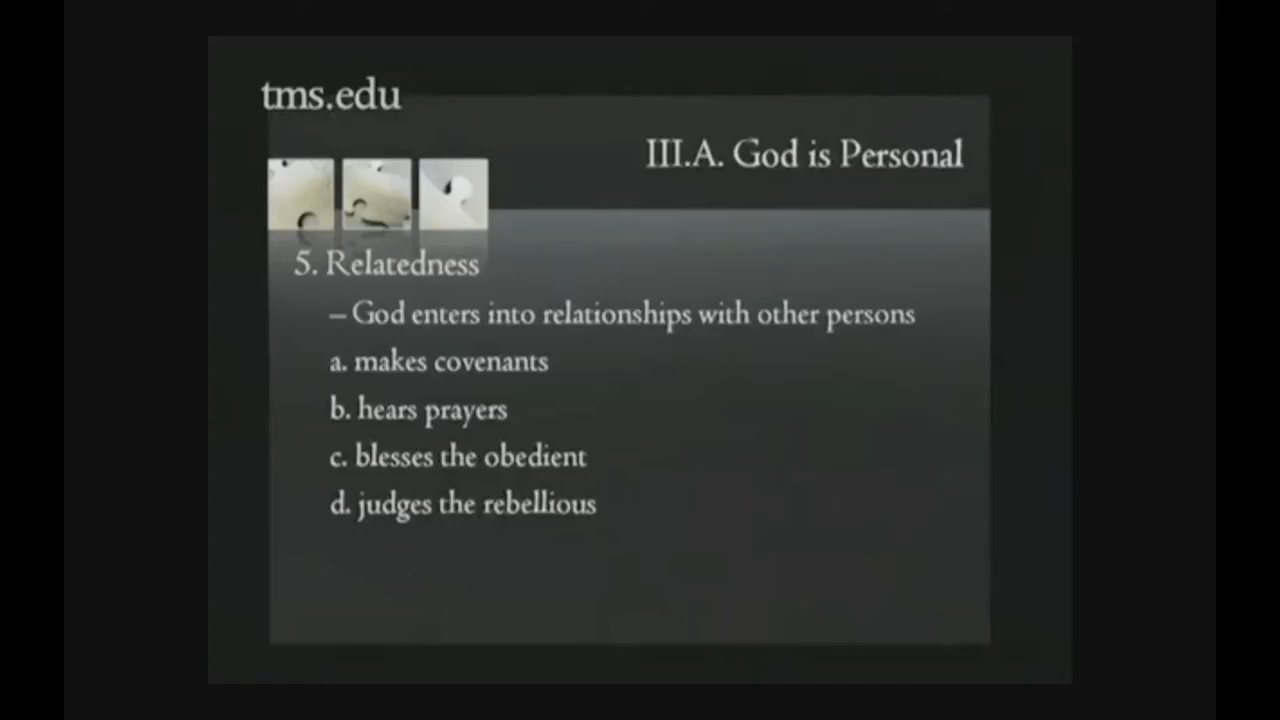 tms.edu
III.A. God is Personal
5. Relatedness
– God enters into relationships with other persons
a. makes covenants
b. hears prayers
c. blesses the obedient
d. judges the rebellious